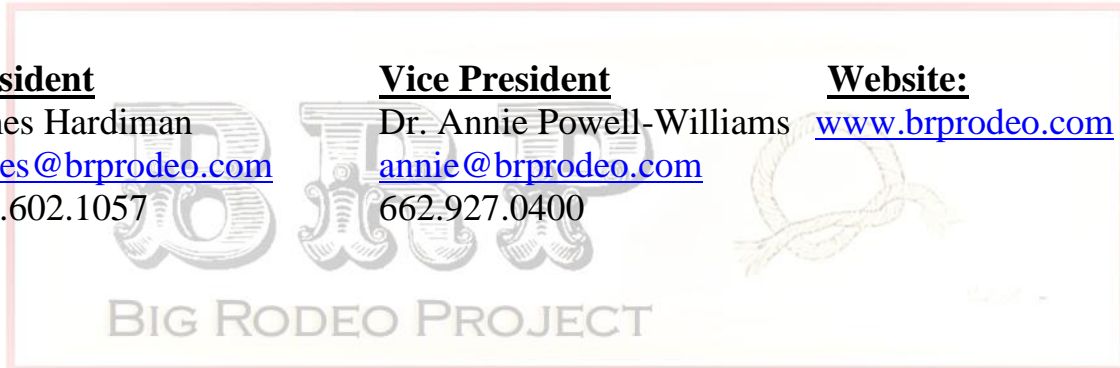 sident Vice President Website:
nes Hardiman Dr. Annie Powell-Williams www.brprodeo.com
es@brprodeo.com annie@brprodeo.com
.602.1057 662.927.0400
BRP
BIG RODEO PROJECT